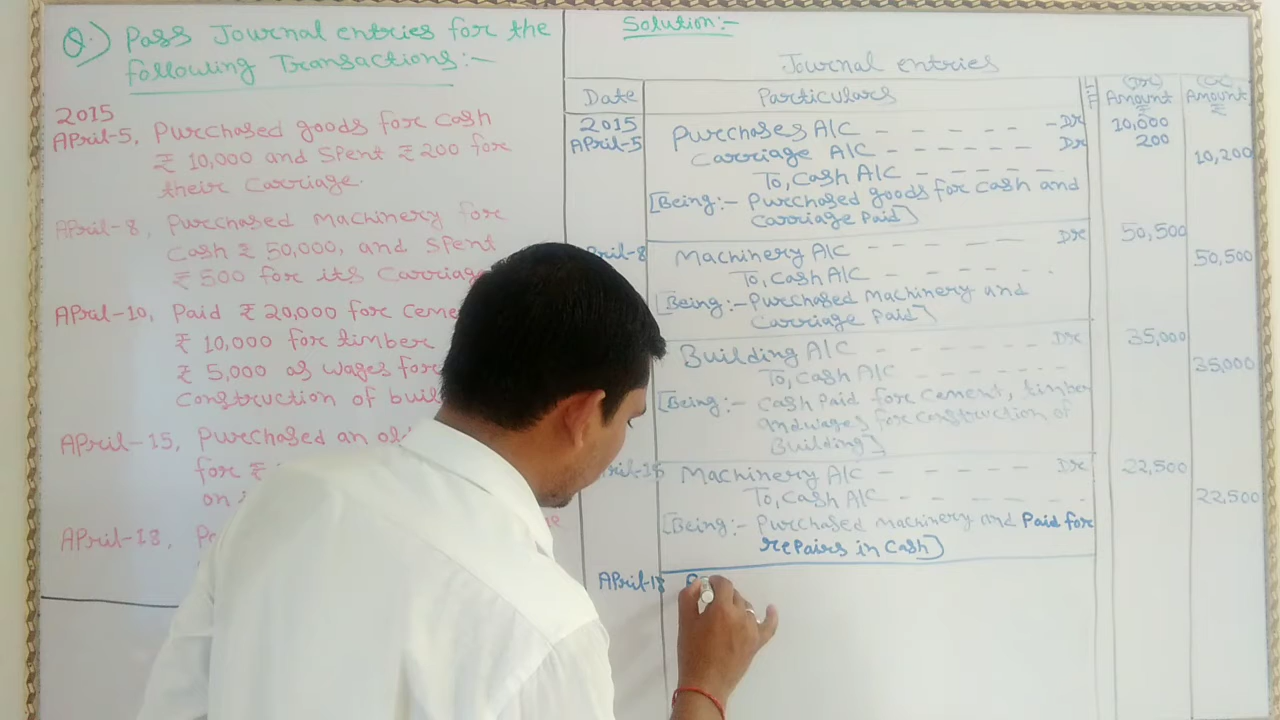 Q.) Pass Journal entries for the
following Transactions:-
2015
April-5, Purchased goods for cash
₹ 10,000 and Spent ₹ 200 for
their carriage.
April-8, Purchased Machinery for
Cash ₹ 50,000, and Spent
₹ 500 for its Carriage
April-10, Paid ₹ 20,000 for Ceme
₹ 10,000 for timber
₹ 5,000 as wages for
Construction of buil
April-15, Purchased an ol
for ₹
on
April-18,
Solution:-
Journal entries
Date Particulars L.F (Dr) Amount ₹ (Cr) Amount ₹
2015 Purchases A/C - - - - - - Dr 10,000
April-5 Carriage A/C - - - - - - Dr 200
To, Cash A/C - - - - - - 10,200
[Being:- Purchased goods for cash and
Carriage Paid]
pril-8 Machinery A/C - - - - - Dr 50,500
To, Cash A/C - - - - - 50,500
[Being:- Purchased Machinery and
Carriage Paid]
Building A/C - - - - - Dr 35,000
To, Cash A/C - - - - - - 35,000
[Being:- Cash Paid for cement, timber
and wages for construction of
Building]
ril-15 Machinery A/C - - - - - Dr 22,500
To, Cash A/C - - - - - - 22,500
[Being:- Purchased machinery and Paid for
repairs in Cash]
April-18